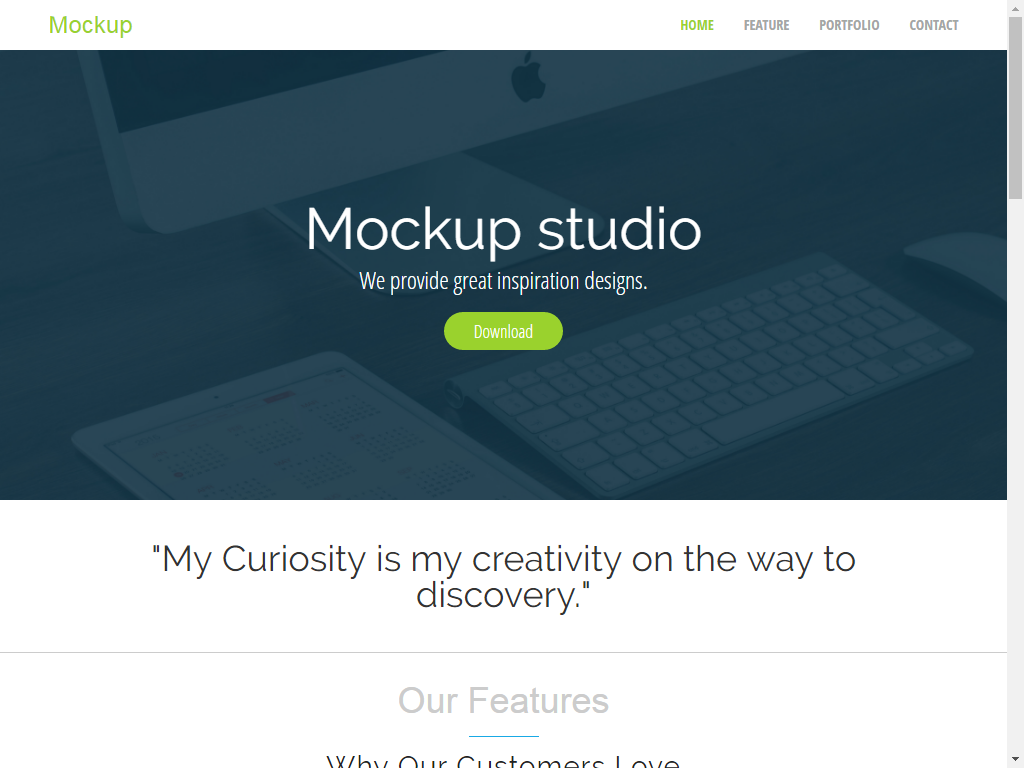 Mockup
HOME FEATURE PORTFOLIO CONTACT
Mockup studio
We provide great inspiration designs.
Download
"My Curiosity is my creativity on the way to
discovery."
Our Features
Why Our Customers Love